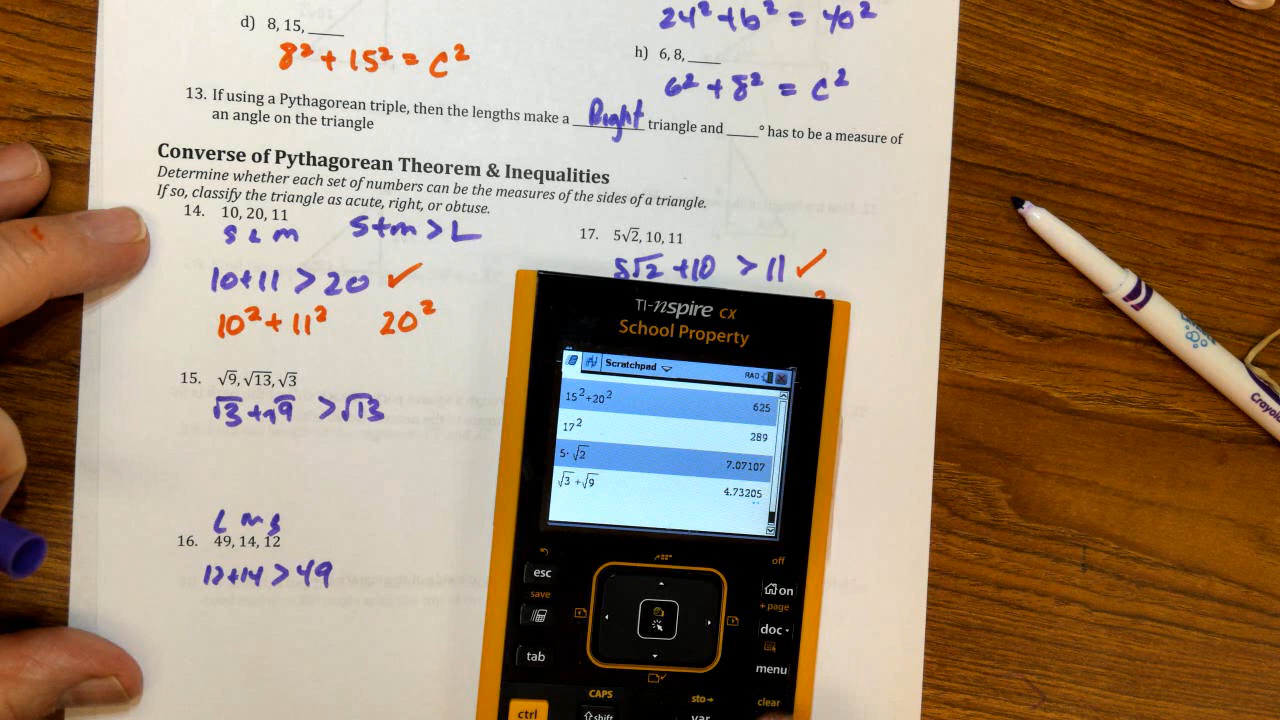 d) 8, 15, ____
8² + 15² = c²
24² + b² = 40²
h) 6, 8, ____
6² + 8² = c²
13. If using a Pythagorean triple, then the lengths make a Right triangle and ____° has to be a measure of
an angle on the triangle
Converse of Pythagorean Theorem & Inequalities
Determine whether each set of numbers can be the measures of the sides of a triangle.
If so, classify the triangle as acute, right, or obtuse.
14. 10, 20, 11
S L M
S+M > L
10+11 > 20 ✓
10² + 11² 20²
15. √9, √13, √3
√3 + √9 > √13
L M S
16. 49, 14, 12
12+14 > 49
17. 5√2, 10, 11
5√2 + 10 > 11 ✓
2
TI-nspire CX
School Property
Scratchpad
RAD
15²+20² 625
17² 289
5·√2 7.07107
√3+√9 4.73205
esc
save
tab
ctrl
CAPS
shift
sto→
var
off
on
+ page
doc
menu
clear
Crayola